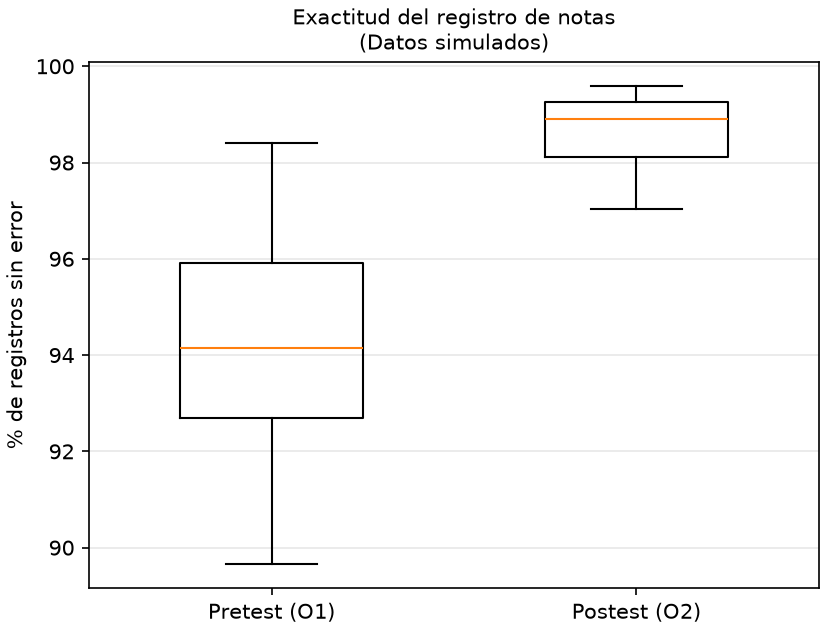 Exactitud del registro de notas
(Datos simulados)
% de registros sin error
100
98
96
94
92
90
Pretest (O1)
Postest (O2)